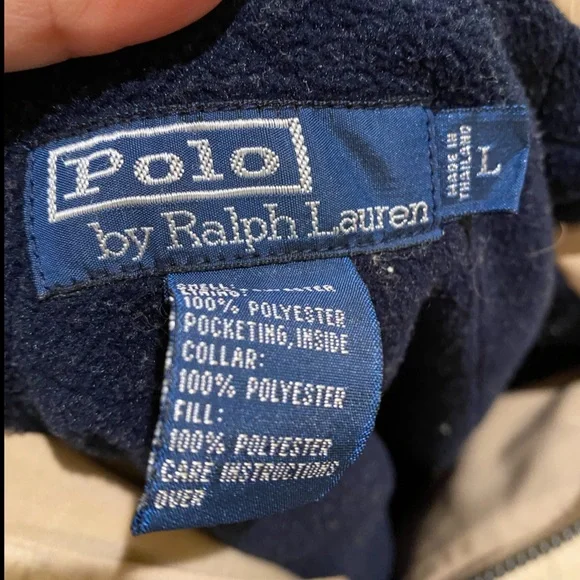 Polo
by Ralph Lauren
MADE IN
THAILAND
L
100% POLYESTER
POCKETING, INSIDE
COLLAR:
100% POLYESTER
FILL:
100% POLYESTER
CARE INSTRUCTIONS
OVER